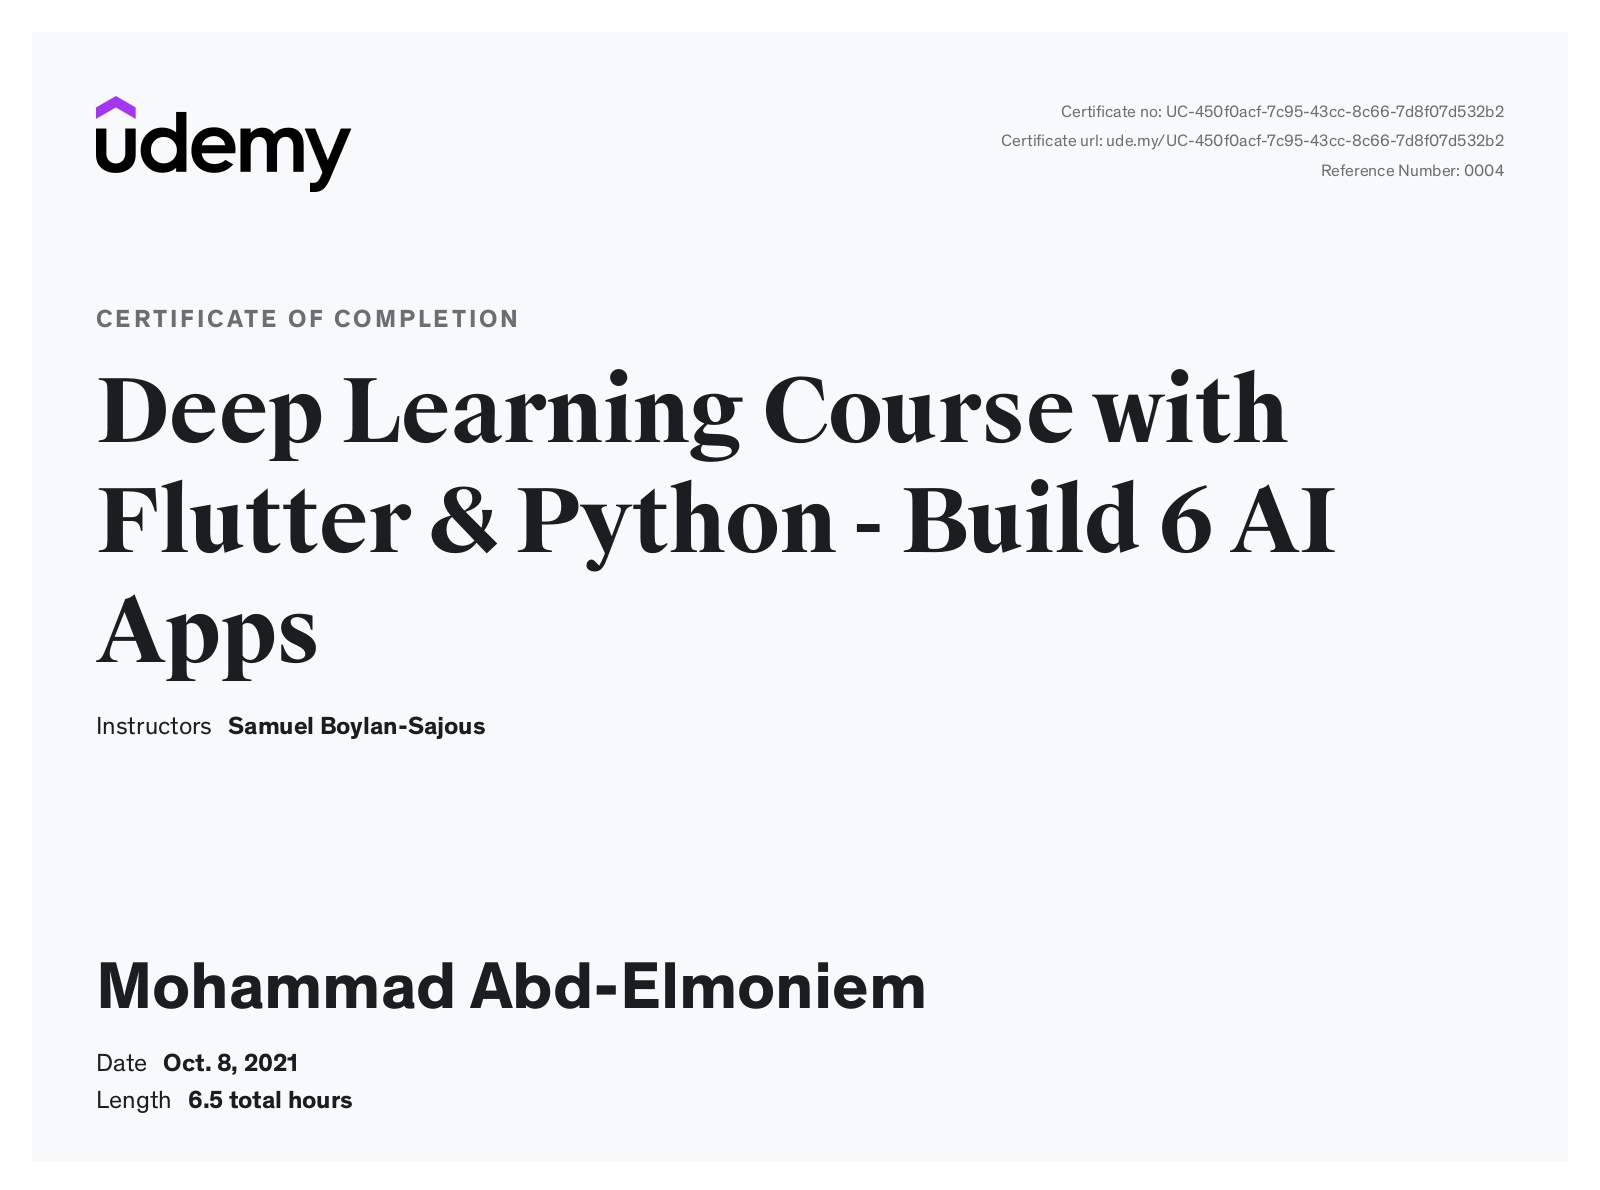 udemy
Certificate no: UC-450f0acf-7c95-43cc-8c66-7d8f07d532b2
Certificate url: ude.my/UC-450f0acf-7c95-43cc-8c66-7d8f07d532b2
Reference Number: 0004
CERTIFICATE OF COMPLETION
Deep Learning Course with
Flutter & Python - Build 6 AI
Apps
Instructors Samuel Boylan-Sajous
Mohammad Abd-Elmoniem
Date Oct. 8, 2021
Length 6.5 total hours